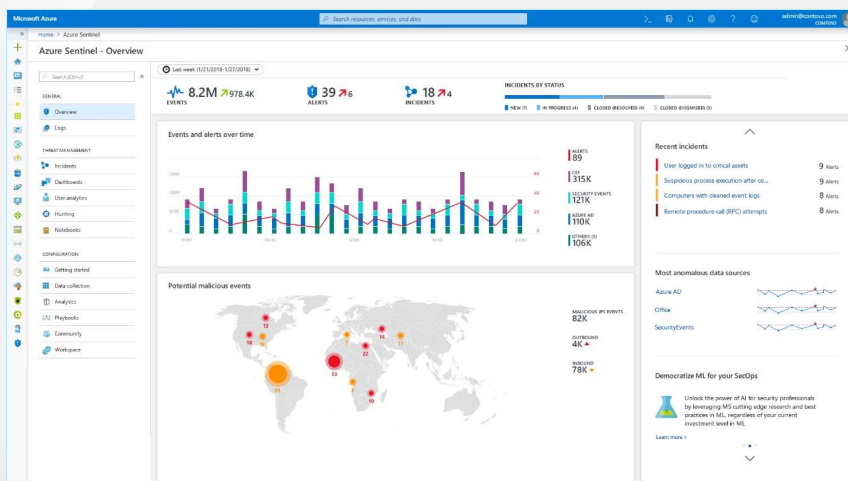 Microsoft Azure
Search resources, services, and docs
admin@contoso.com
CONTOSO
Home > Azure Sentinel
Azure Sentinel - Overview
Search (Ctrl+/)
Last week (1/21/2018-1/27/2018)
GENERAL
Overview
Logs
THREAT MANAGEMENT
Incidents
Dashboards
User analytics
Hunting
Notebooks
CONFIGURATION
Getting started
Data collection
Analytics
Playbooks
Community
Workspace
8.2M 978.4K
EVENTS
39 6
ALERTS
18 4
INCIDENTS
INCIDENTS BY STATUS
NEW (7) IN PROGRESS (4) CLOSED (RESOLVED) (4) CLOSED (DISMISSED) (3)
Events and alerts over time
60
40
20
0
ALERTS
89
CEF
315K
SECURITY EVENTS
121K
AZURE AD
110K
OTHERS (5)
106K
Potential malicious events
13
10
14
22
53
10
MALICIOUS IPS EVENTS
82K
OUTBOUND
4K
INBOUND
78K
Recent incidents
User logged in to critical assets 9 Alerts
Suspicious process execution after co... 9 Alerts
Computers with cleaned event logs 8 Alerts
Remote procedure call (RPC) attempts 8 Alerts
Most anomalous data sources
Azure AD
Office
SecurityEvents
Democratize ML for your SecOps
Unlock the power of AI for security professionals
by leveraging MS cutting edge research and best
practices in ML, regardless of your current
investment level in ML
Learn more >